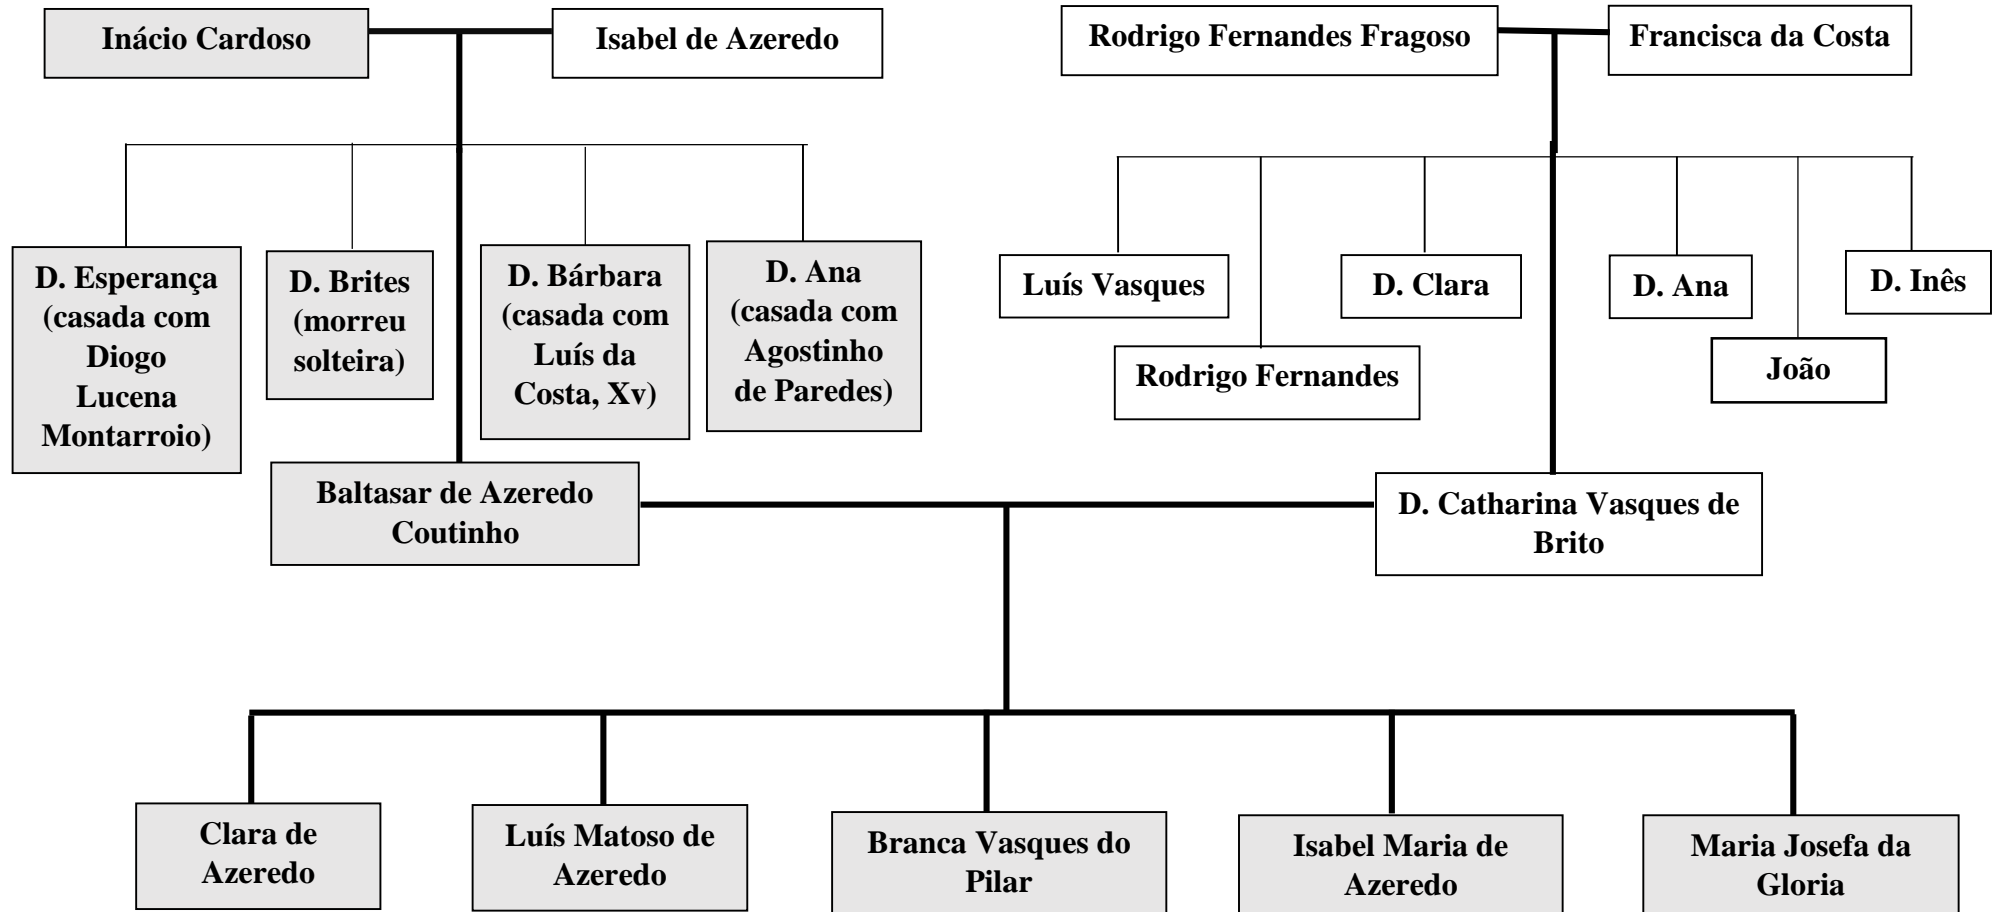 Inácio Cardoso
Isabel de Azeredo
Rodrigo Fernandes Fragoso
Francisca da Costa
D. Esperança
(casada com
Diogo
Lucena
Montarroio)
D. Brites
(morreu
solteira)
D. Bárbara
(casada com
Luís da
Costa, Xv)
D. Ana
(casada com
Agostinho
de Paredes)
Luís Vasques
Rodrigo Fernandes
D. Clara
D. Ana
João
D. Inês
Baltasar de Azeredo
Coutinho
D. Catharina Vasques de
Brito
Clara de
Azeredo
Luís Matoso de
Azeredo
Branca Vasques do
Pilar
Isabel Maria de
Azeredo
Maria Josefa da
Gloria